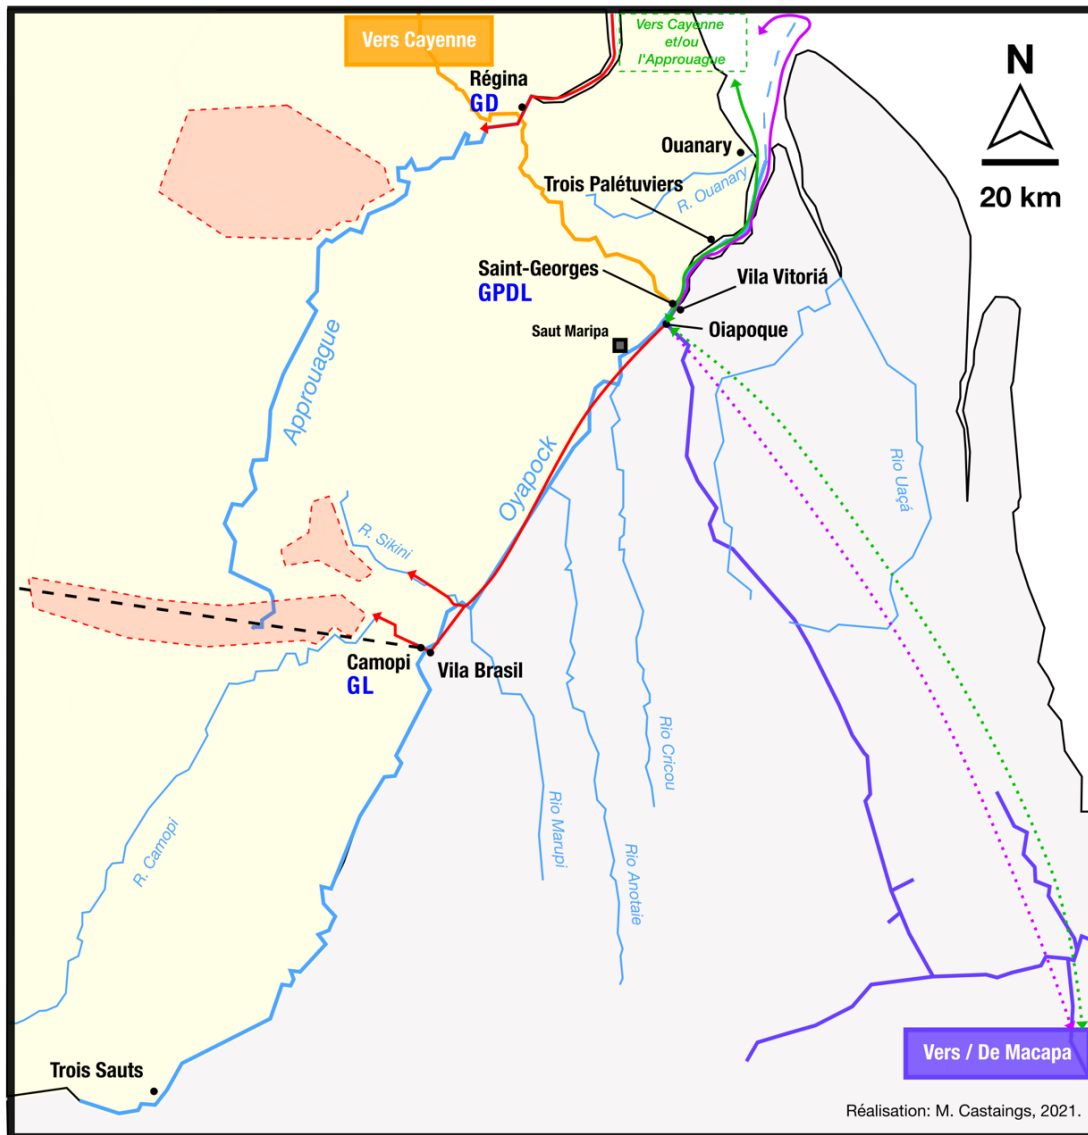 Vers Cayenne
Vers Cayenne
et/ou
l'Approuague
N
20 km
Régina
GD
Ouanary
Trois Palétuviers
R. Ouanary
Saint-Georges
GPDL
Vila Vitoriá
Oiapoque
Saut Maripa
Approuague
Oyapock
Rio Uaçá
R. Sikini
Camopi
GL
Vila Brasil
Rio Cricou
Rio Marupi
Rio Anotaie
R. Camopi
Vers / De Macapa
Trois Sauts
Réalisation: M. Castaings, 2021.